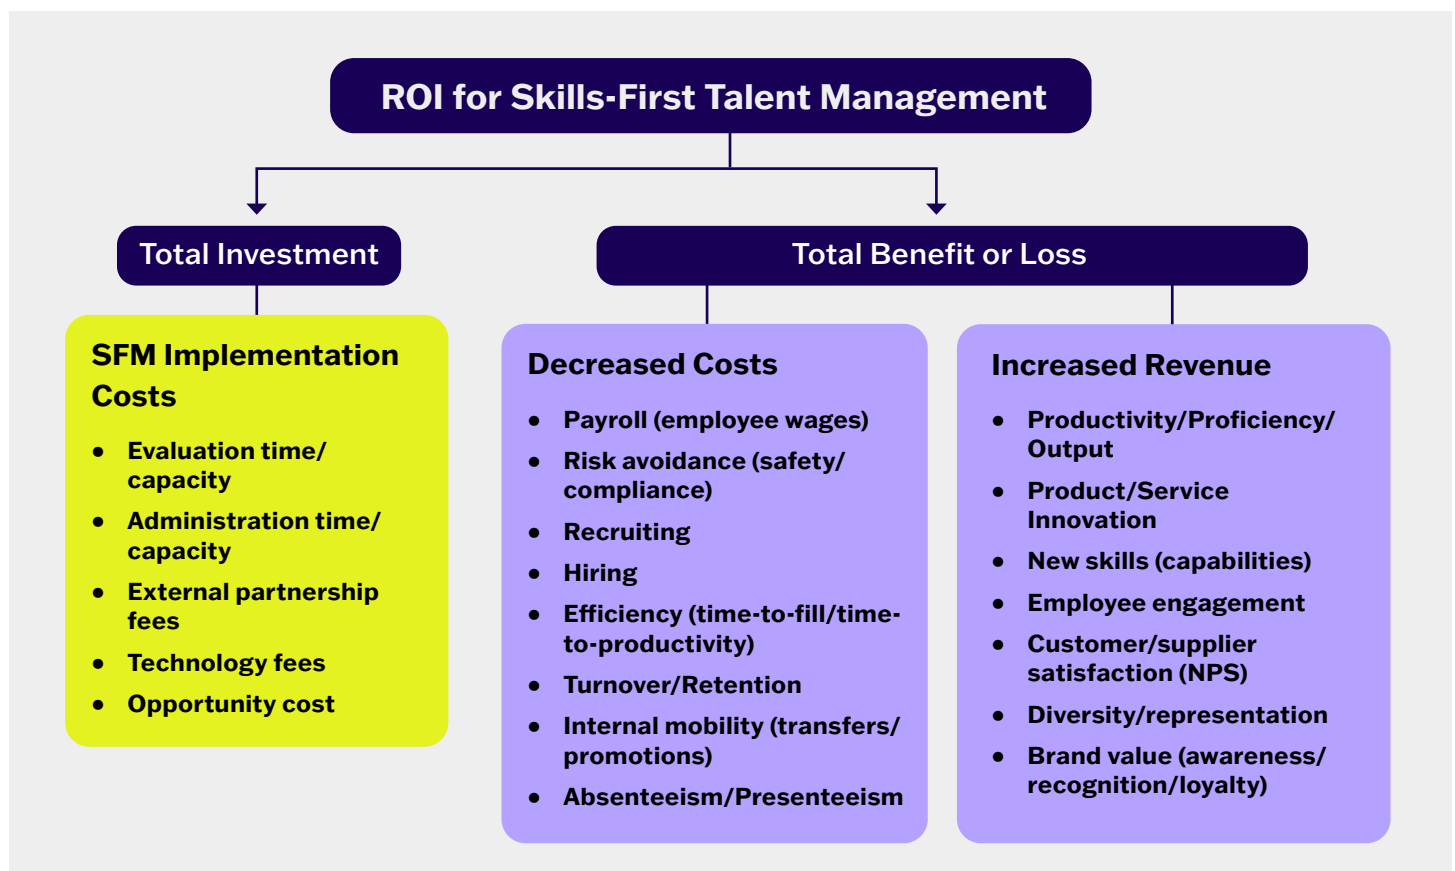 ROI for Skills-First Talent Management
Total Investment
SFM Implementation
Costs
● Evaluation time/
capacity
● Administration time/
capacity
● External partnership
fees
● Technology fees
● Opportunity cost
Total Benefit or Loss
Decreased Costs
● Payroll (employee wages)
● Risk avoidance (safety/
compliance)
● Recruiting
● Hiring
● Efficiency (time-to-fill/time-
to-productivity)
● Turnover/Retention
● Internal mobility (transfers/
promotions)
● Absenteeism/Presenteeism
Increased Revenue
● Productivity/Proficiency/
Output
● Product/Service
Innovation
● New skills (capabilities)
● Employee engagement
● Customer/supplier
satisfaction (NPS)
● Diversity/representation
● Brand value (awareness/
recognition/loyalty)